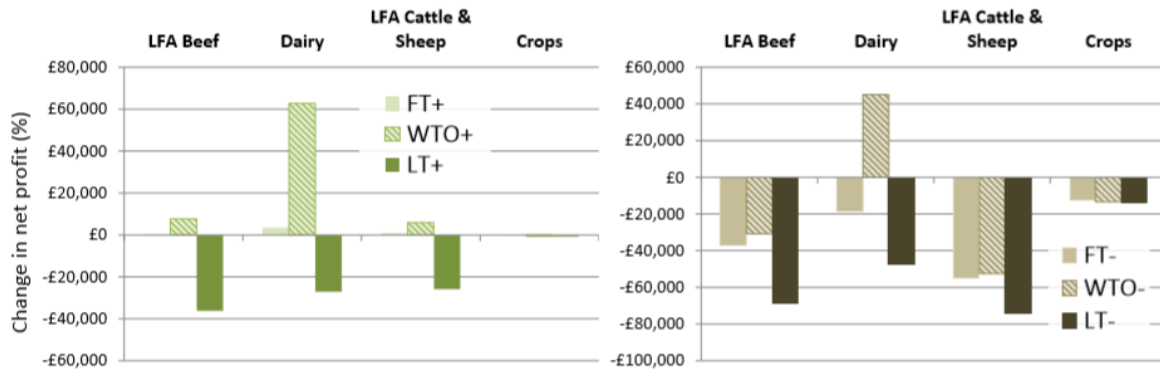 LFA Cattle &
LFA Beef Dairy Sheep Crops
£80,000
£60,000
£40,000
£20,000
£0
-£20,000
-£40,000
-£60,000
Change in net profit (%)
FT+
WTO+
LT+
LFA Cattle &
LFA Beef Dairy Sheep Crops
£60,000
£40,000
£20,000
£0
-£20,000
-£40,000
-£60,000
-£80,000
-£100,000
FT-
WTO-
LT-